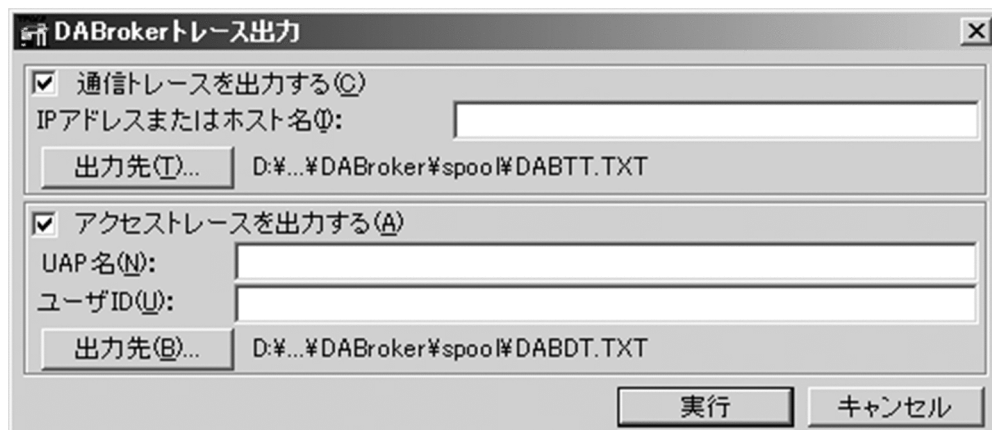 DABrokerトレース出力
通信トレースを出力する(C)
IPアドレスまたはホスト名(I):
出力先(T)... D:¥...¥DABroker¥spool¥DABTT.TXT
アクセストレースを出力する(A)
UAP名(N):
ユーザID(U):
出力先(B)... D:¥...¥DABroker¥spool¥DABDT.TXT
実行 キャンセル